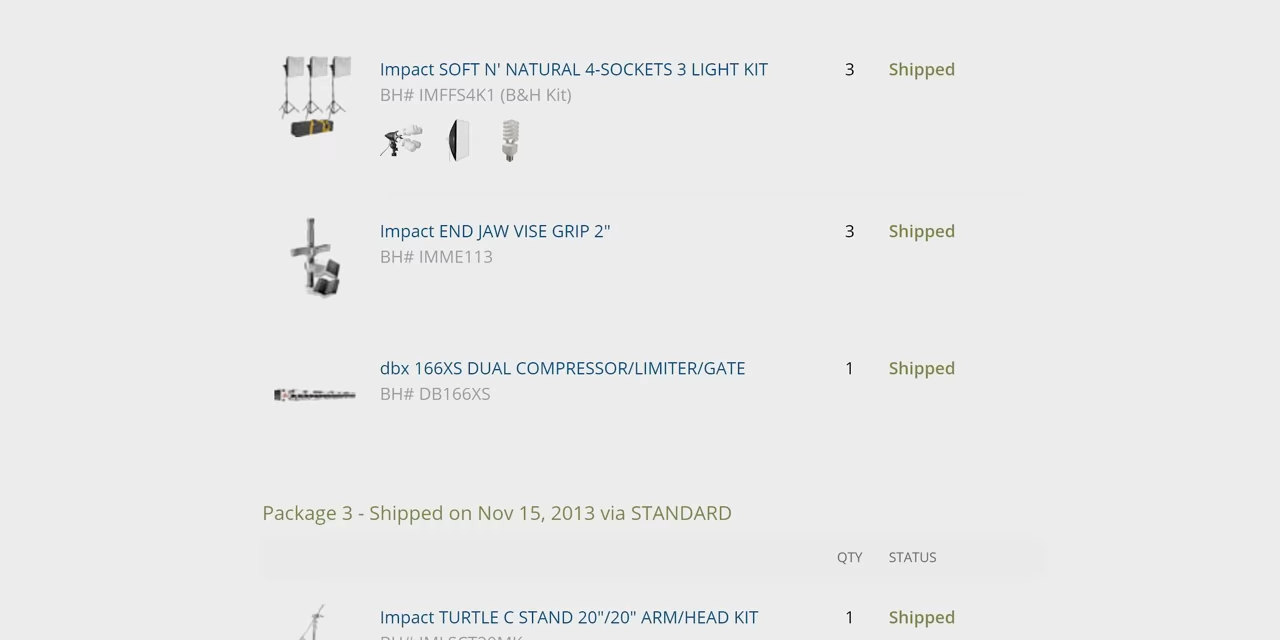 Impact SOFT N' NATURAL 4-SOCKETS 3 LIGHT KIT 3 Shipped
BH# IMFFS4K1 (B&H Kit)
Impact END JAW VISE GRIP 2" 3 Shipped
BH# IMME113
dbx 166XS DUAL COMPRESSOR/LIMITER/GATE 1 Shipped
BH# DB166XS
Package 3 - Shipped on Nov 15, 2013 via STANDARD
QTY STATUS
Impact TURTLE C STAND 20"/20" ARM/HEAD KIT 1 Shipped
BH#